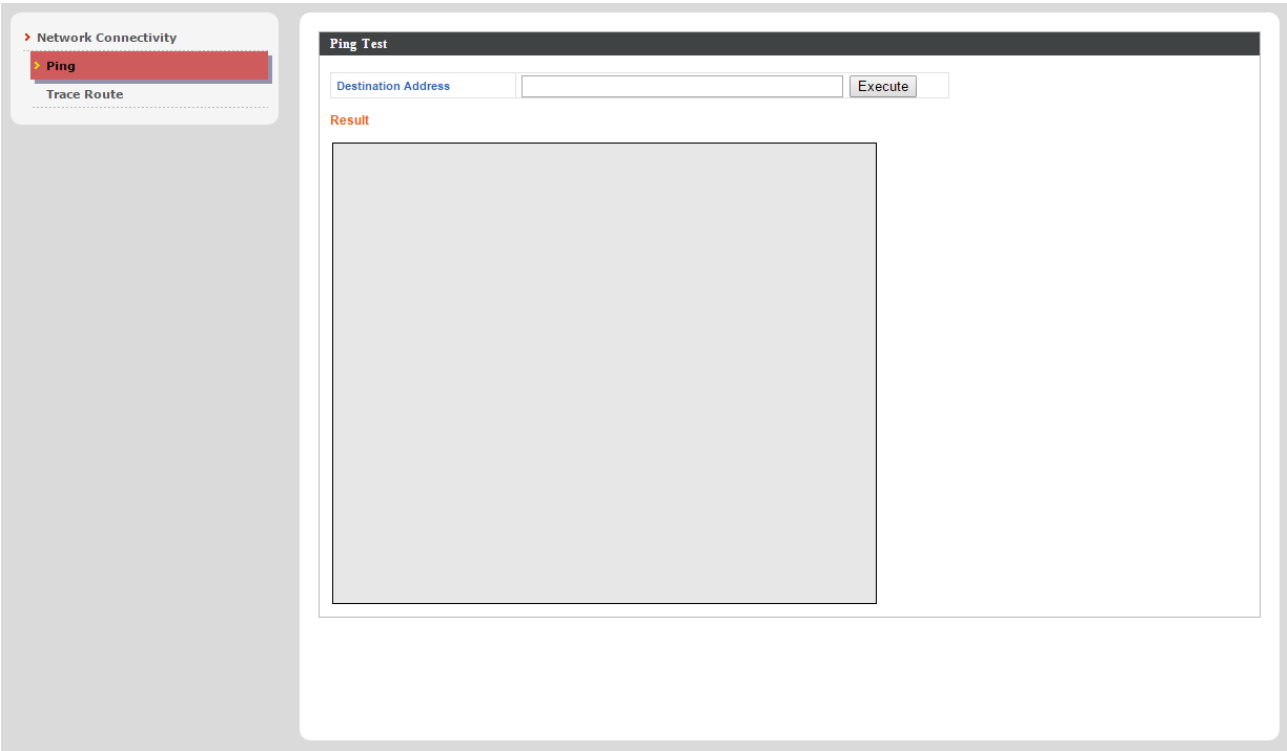 Network Connectivity
Ping
Trace Route
Ping Test
Destination Address Execute
Result